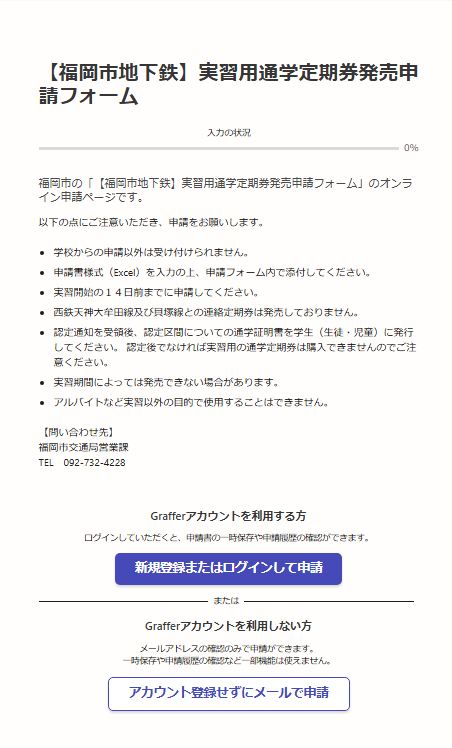 【福岡市地下鉄】実習用通学定期券発売申
請フォーム
入力の状況
0%
福岡市の「【福岡市地下鉄】実習用通学定期券発売申請フォーム」のオンラ
イン申請ページです。
以下の点にご注意いただき、申請をお願いします。
• 学校からの申請以外は受け付けられません。
• 申請書様式（Excel）を入力の上、申請フォーム内で添付してください。
• 実習開始の１４日前までに申請してください。
• 西鉄天神大牟田線及び貝塚線との連絡定期券は発売しておりません。
• 認定通知を受領後、認定区間についての通学証明書を学生（生徒・児童）に発行
してください。 認定後でなければ実習用の通学定期券は購入できませんのでご注
意ください。
• 実習期間によっては発売できない場合があります。
• アルバイトなど実習以外の目的で使用することはできません。
【問い合わせ先】
福岡市交通局営業課
TEL　092-732-4228
Grafferアカウントを利用する方
ログインしていただくと、申請書の一時保存や申請履歴の確認ができます。
新規登録またはログインして申請
または
Grafferアカウントを利用しない方
メールアドレスの確認のみで申請ができます。
一時保存や申請履歴の確認など一部機能は使えません。
アカウント登録せずにメールで申請